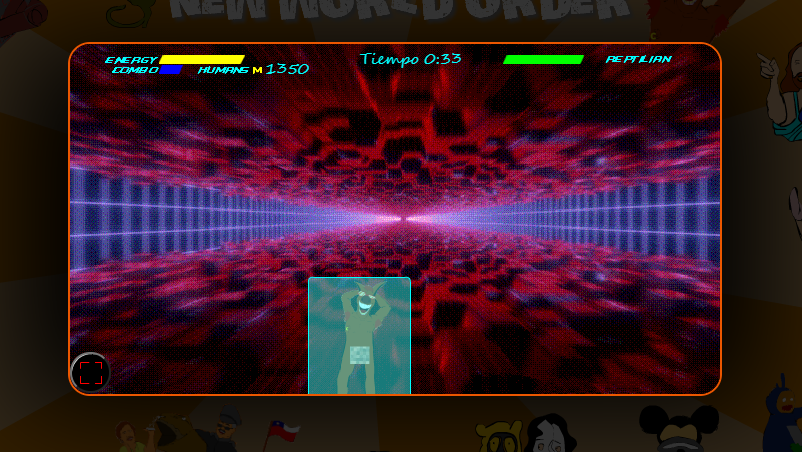 NEW WORLD ORDER
ENERGY Tiempo 0:33 REPTILIAN
COMBO HUMANS M 1350